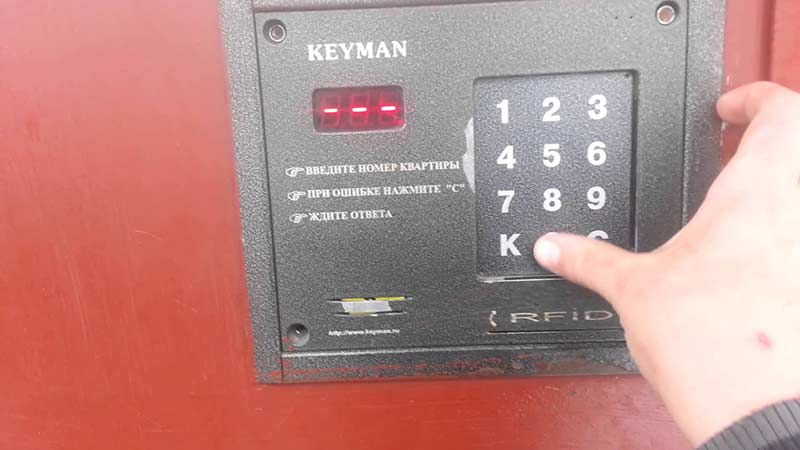 KEYMAN
---
ВВЕДИТЕ НОМЕР КВАРТИРЫ
ПРИ ОШИБКЕ НАЖМИТЕ "С"
ЖДИТЕ ОТВЕТА
1 2 3
4 5 6
7 8 9
K C
RFiD
http://www.keyman.ru